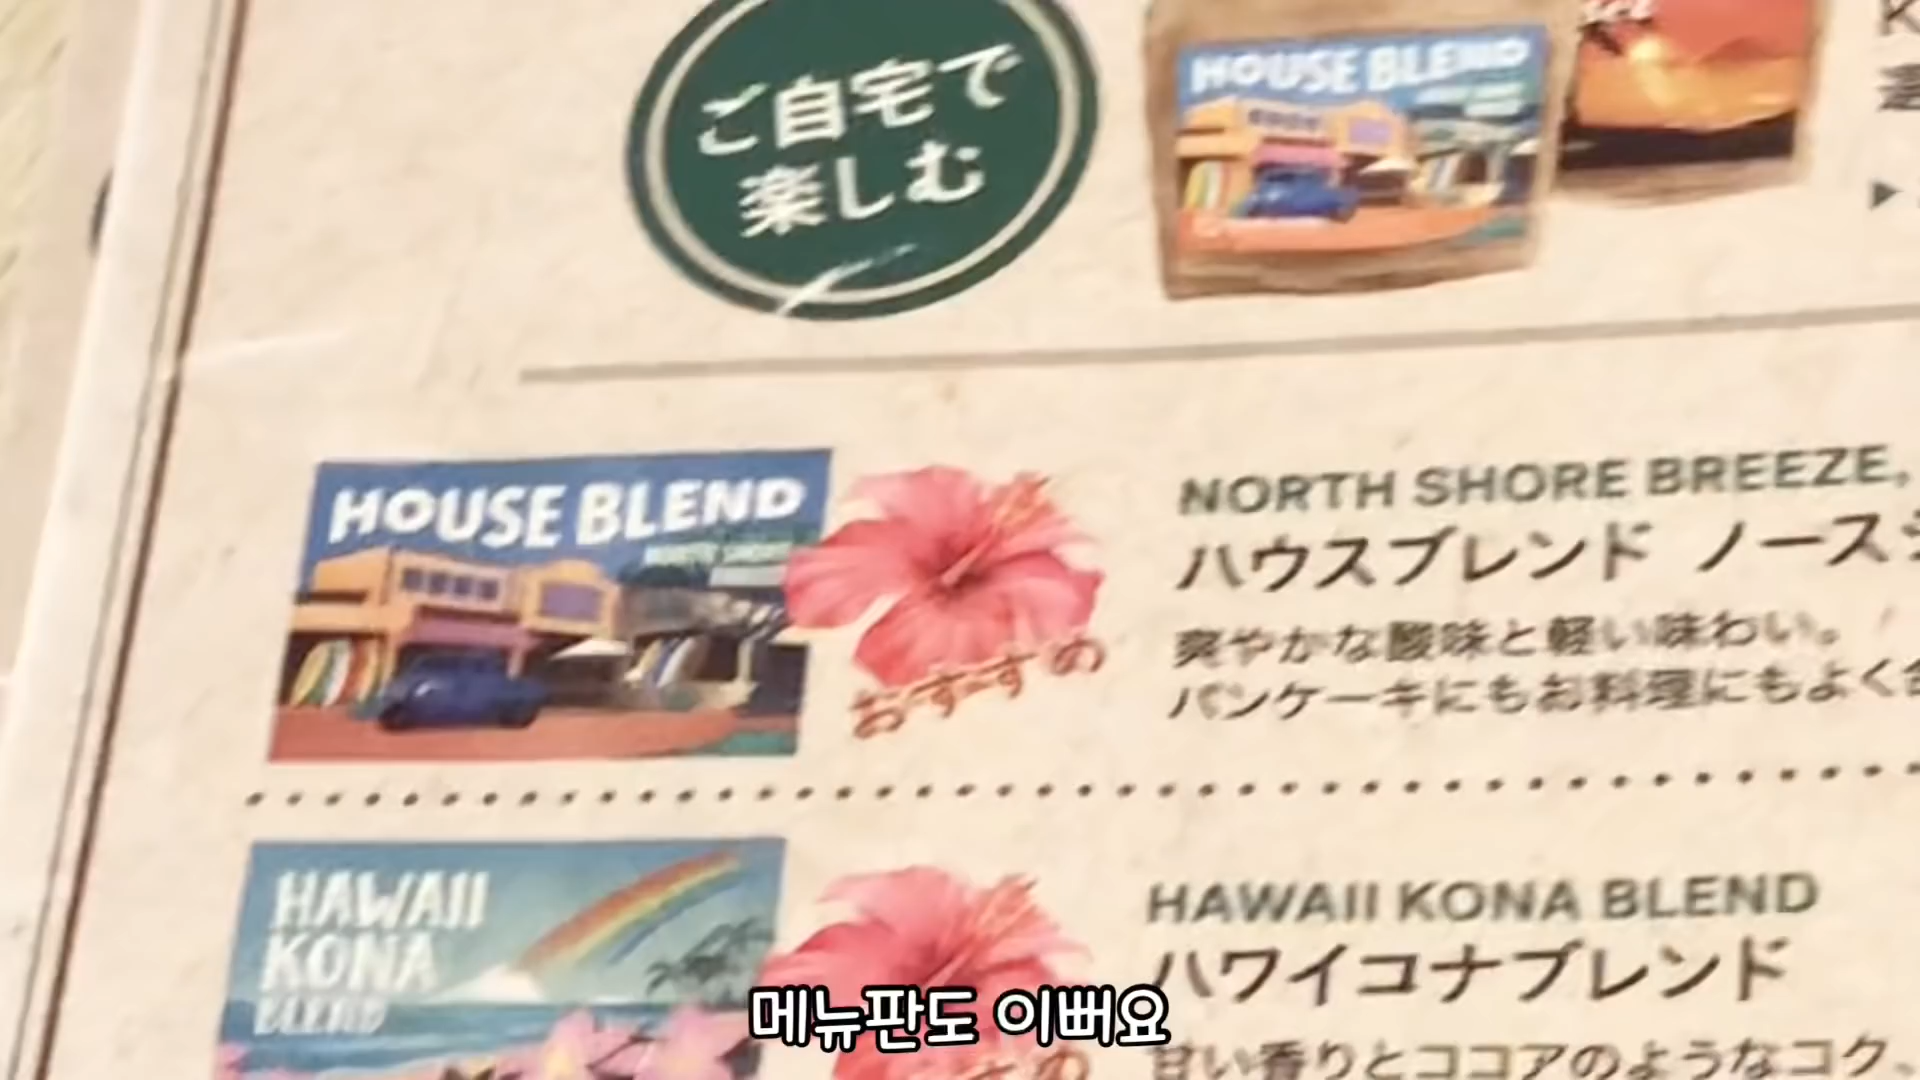 ご自宅で
楽しむ
HOUSE BLEND
HOUSE BLEND
おすすめ
NORTH SHORE BREEZE,
ハウスブレンド ノース
爽やかな酸味と軽い味わい。
パンケーキにもお料理にもよく
HAWAII
KONA
BLEND
HAWAII KONA BLEND
ハワイコナブレンド
甘い香りとココアのようなコク、
메뉴판도 이뻐요